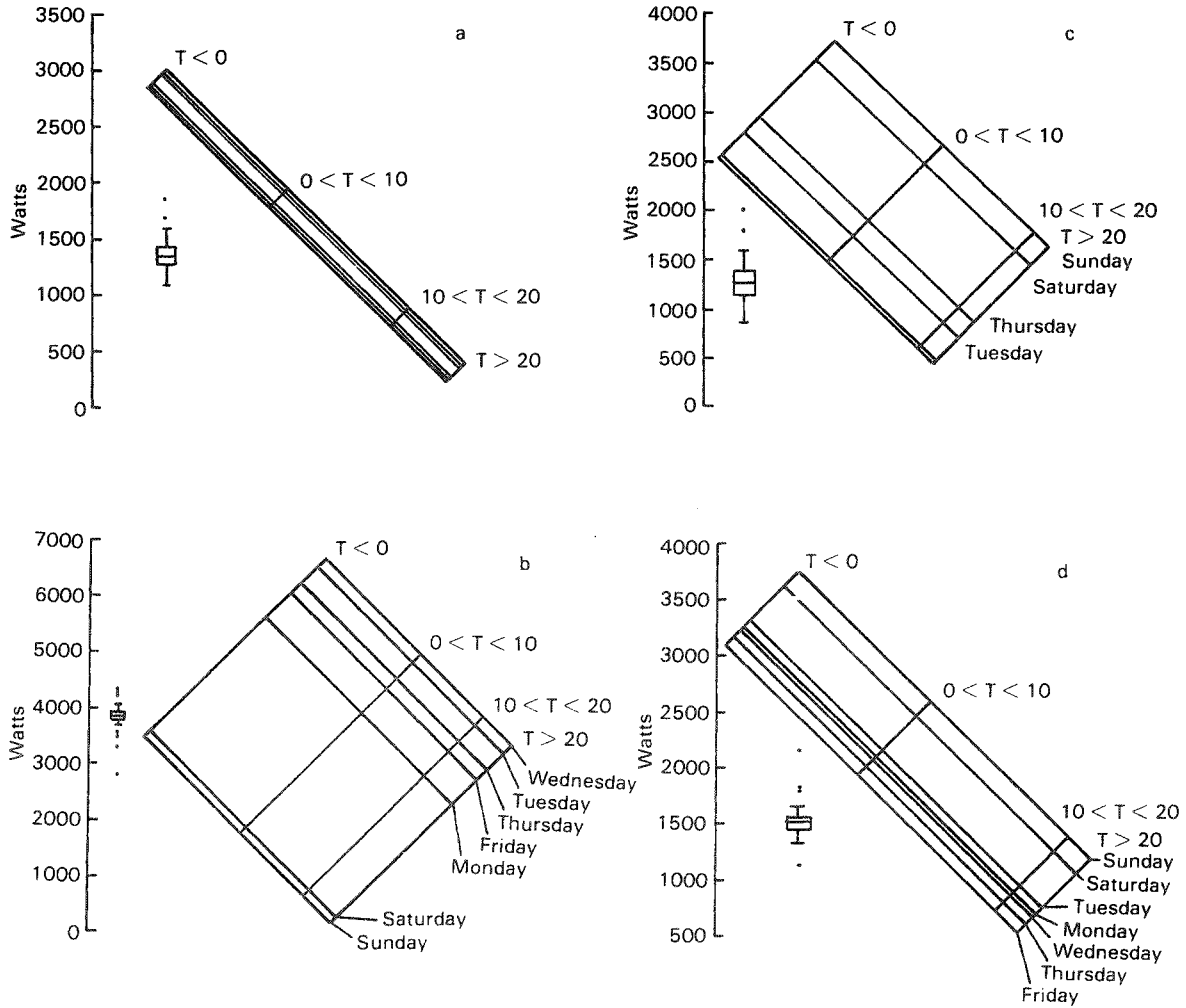 a
3500
3000
2500
2000
1500
1000
500
0
Watts
T < 0
0 < T < 10
10 < T < 20
T > 20
c
4000
3500
3000
2500
2000
1500
1000
500
0
Watts
T < 0
0 < T < 10
10 < T < 20
T > 20
Sunday
Saturday
Thursday
Tuesday
b
7000
6000
5000
4000
3000
2000
1000
0
Watts
T < 0
0 < T < 10
10 < T < 20
T > 20
Wednesday
Tuesday
Thursday
Friday
Monday
Saturday
Sunday
d
4000
3500
3000
2500
2000
1500
1000
500
Watts
T < 0
0 < T < 10
10 < T < 20
T > 20
Sunday
Saturday
Tuesday
Monday
Wednesday
Thursday
Friday